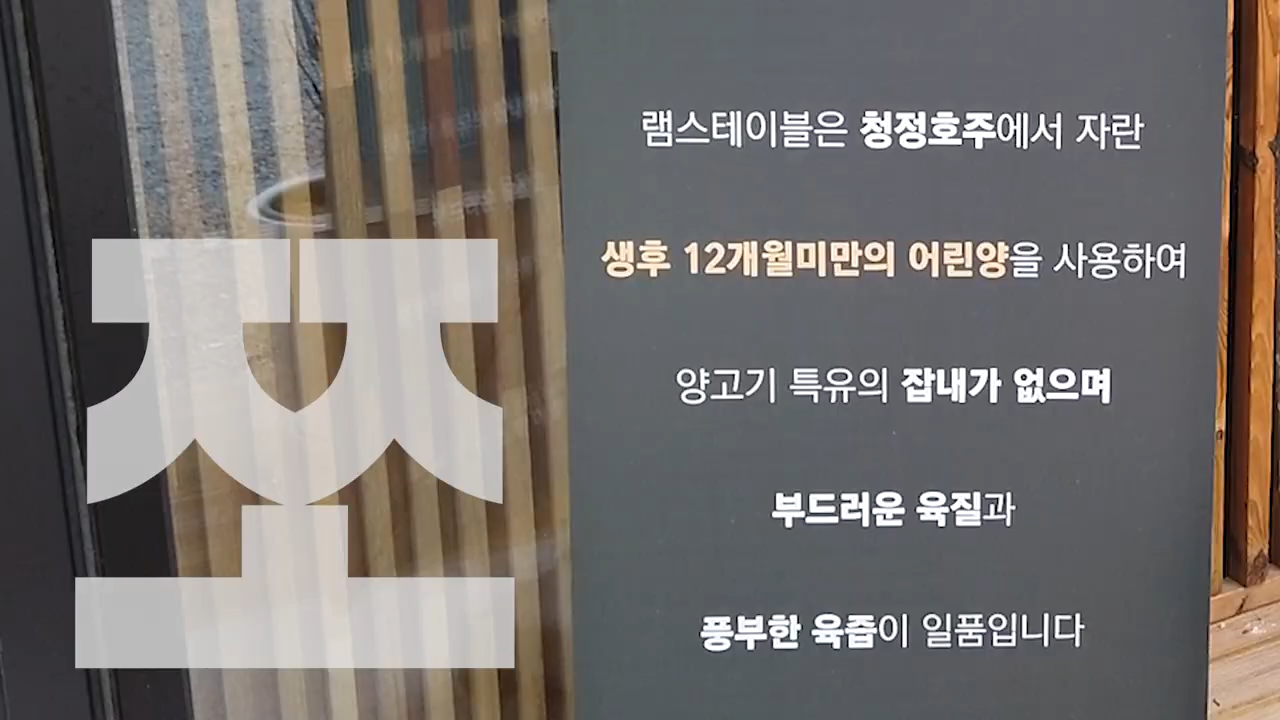 램스테이블은 청정호주에서 자란
생후 12개월미만의 어린양을 사용하여
양고기 특유의 잡내가 없으며
부드러운 육질과
풍부한 육즙이 일품입니다
쪼